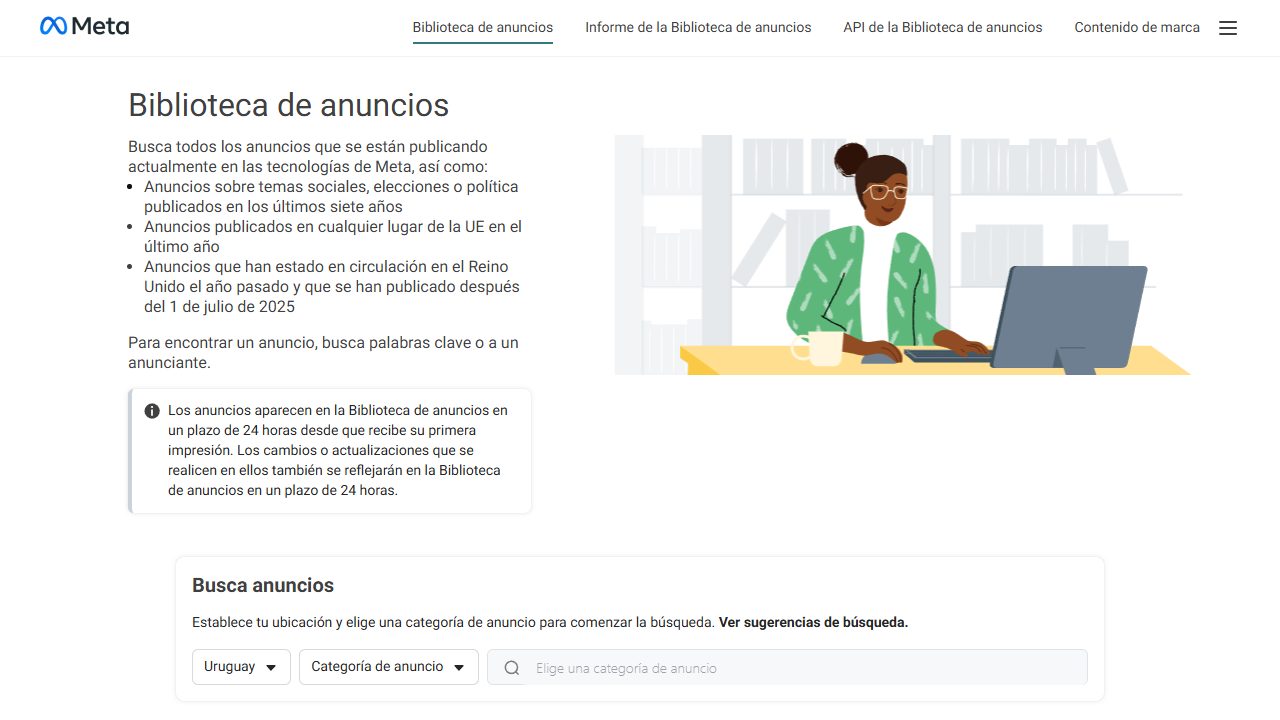 Meta
Biblioteca de anuncios
Informe de la Biblioteca de anuncios
API de la Biblioteca de anuncios
Contenido de marca
Biblioteca de anuncios
Busca todos los anuncios que se están publicando
actualmente en las tecnologías de Meta, así como:
Anuncios sobre temas sociales, elecciones o política
publicados en los últimos siete años
Anuncios publicados en cualquier lugar de la UE en el
último año
Anuncios que han estado en circulación en el Reino
Unido el año pasado y que se han publicado después
del 1 de julio de 2025
Para encontrar un anuncio, busca palabras clave o a un
anunciante.
Los anuncios aparecen en la Biblioteca de anuncios en
un plazo de 24 horas desde que recibe su primera
impresión. Los cambios o actualizaciones que se
realicen en ellos también se reflejarán en la Biblioteca
de anuncios en un plazo de 24 horas.
Busca anuncios
Establece tu ubicación y elige una categoría de anuncio para comenzar la búsqueda. Ver sugerencias de búsqueda.
Uruguay
Categoría de anuncio
Elige una categoría de anuncio